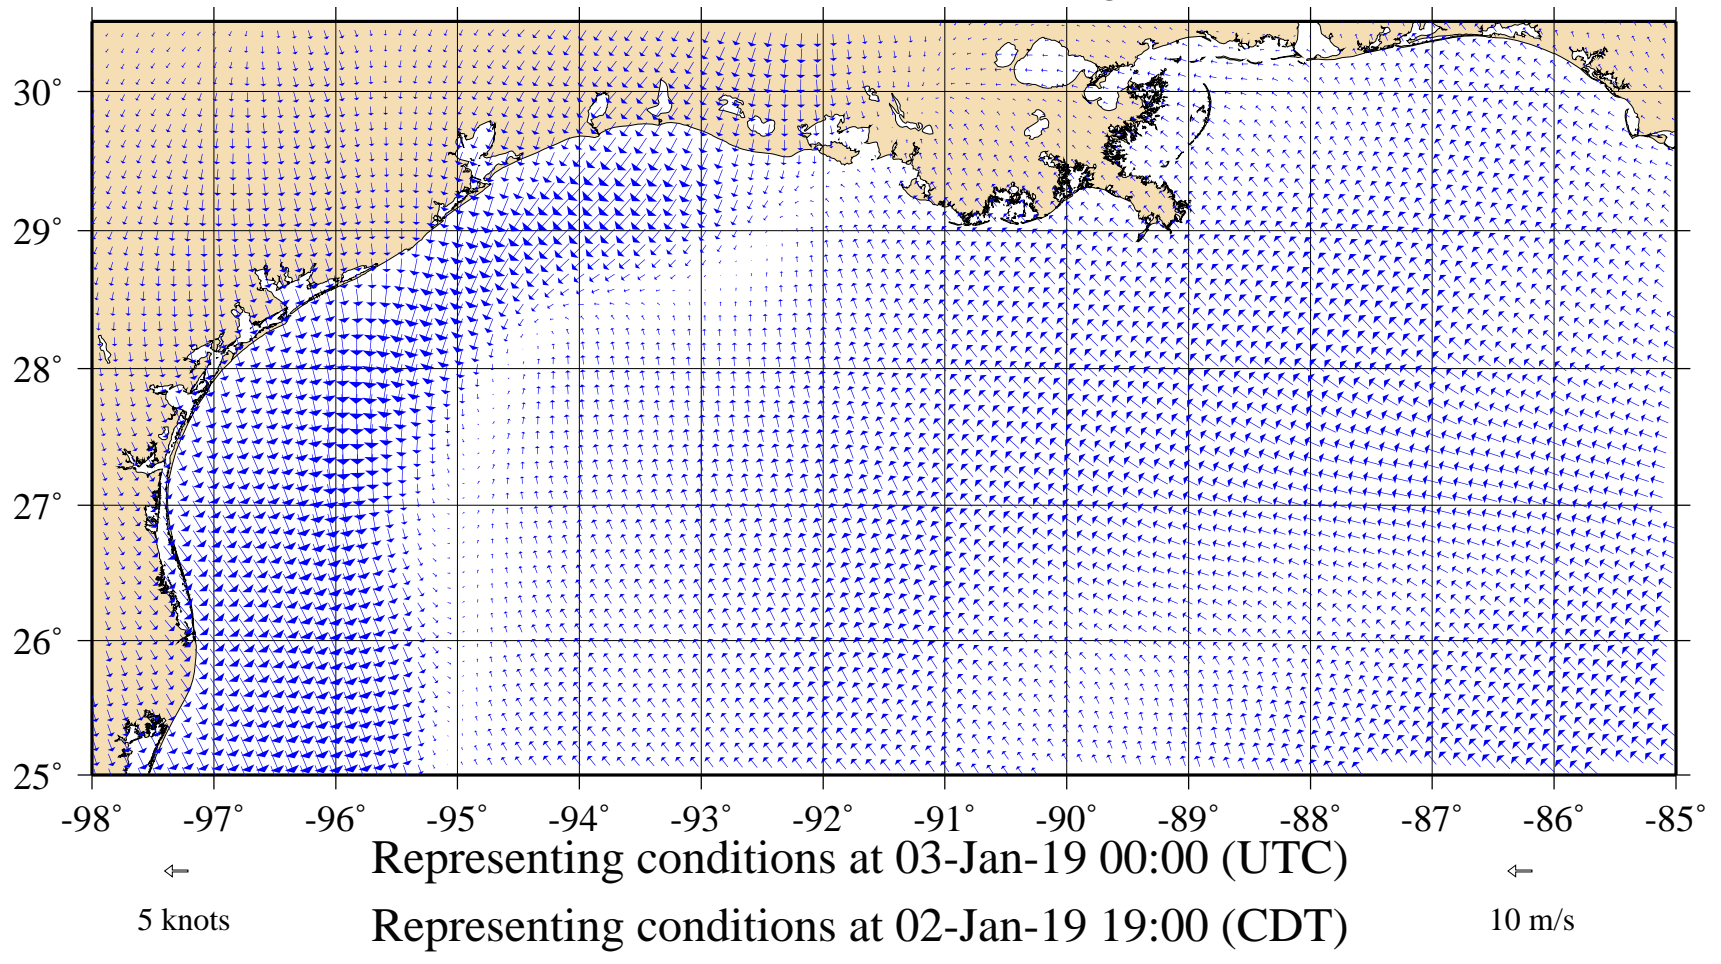 30°
29°
28°
27°
26°
25°
-98° -97° -96° -95° -94° -93° -92° -91° -90° -89° -88° -87° -86° -85°
Representing conditions at 03-Jan-19 00:00 (UTC)
5 knots
10 m/s
Representing conditions at 02-Jan-19 19:00 (CDT)